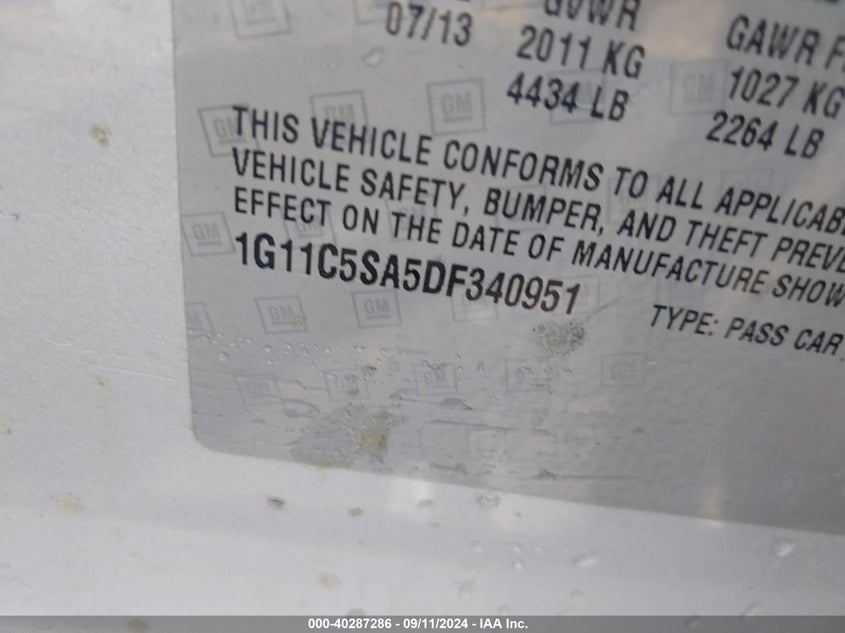 07/13 GVWR GAWR F
2011 KG 1027 KG
4434 LB 2264 LB
THIS VEHICLE CONFORMS TO ALL APPLICAB
VEHICLE SAFETY, BUMPER, AND THEFT PREVE
EFFECT ON THE DATE OF MANUFACTURE SHOW
1G11C5SA5DF340951
TYPE: PASS CAR
GM
000-40287286 - 09/11/2024 - IAA Inc.